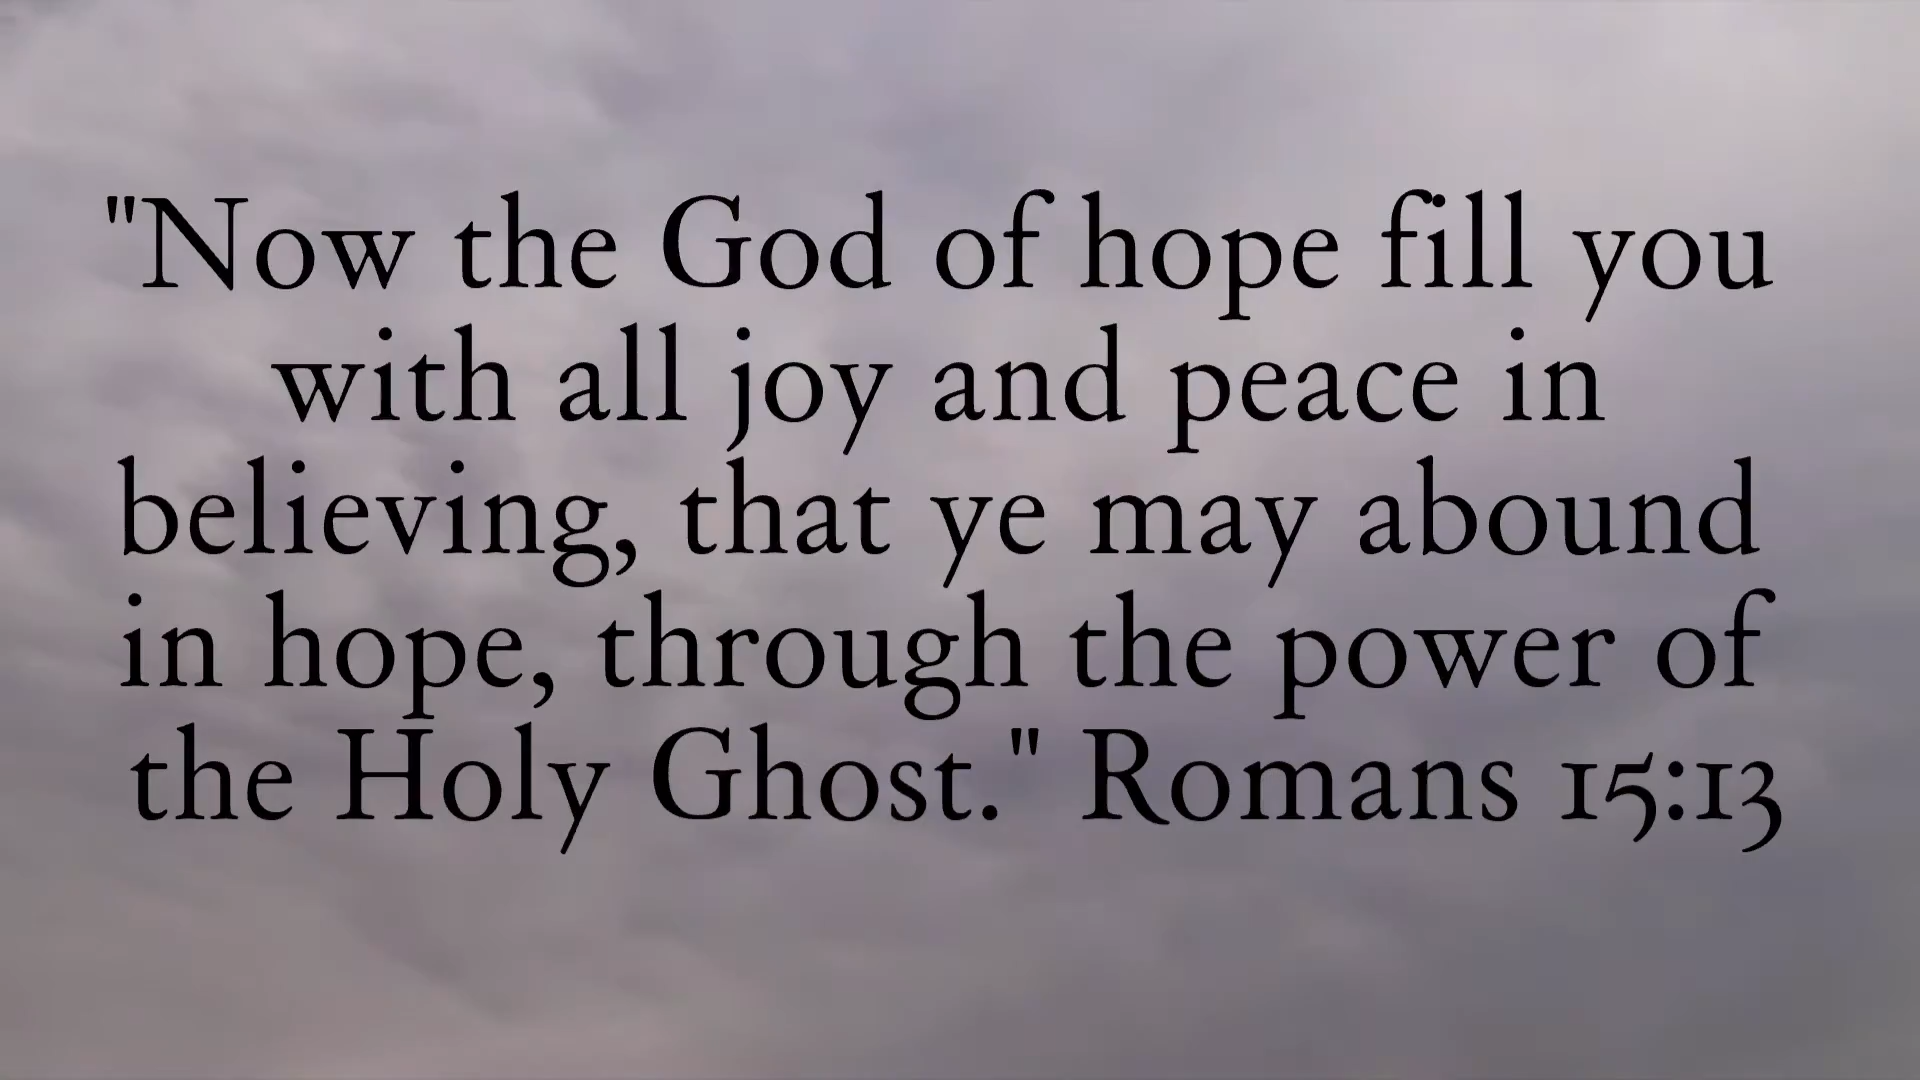 "Now the God of hope fill you
with all joy and peace in
believing, that ye may abound
in hope, through the power of
the Holy Ghost." Romans 15:13